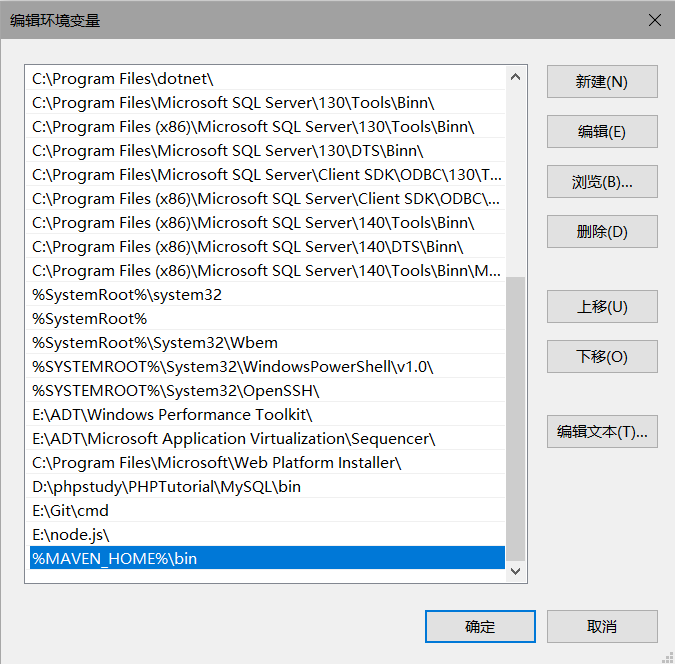 编辑环境变量
C:\Program Files\dotnet\
C:\Program Files\Microsoft SQL Server\130\Tools\Binn\
C:\Program Files (x86)\Microsoft SQL Server\130\Tools\Binn\
C:\Program Files\Microsoft SQL Server\130\DTS\Binn\
C:\Program Files\Microsoft SQL Server\Client SDK\ODBC\130\T...
C:\Program Files (x86)\Microsoft SQL Server\Client SDK\ODBC\...
C:\Program Files (x86)\Microsoft SQL Server\140\Tools\Binn\
C:\Program Files (x86)\Microsoft SQL Server\140\DTS\Binn\
C:\Program Files (x86)\Microsoft SQL Server\140\Tools\Binn\M...
%SystemRoot%\system32
%SystemRoot%
%SystemRoot%\System32\Wbem
%SYSTEMROOT%\System32\WindowsPowerShell\v1.0\
%SYSTEMROOT%\System32\OpenSSH\
E:\ADT\Windows Performance Toolkit\
E:\ADT\Microsoft Application Virtualization\Sequencer\
C:\Program Files\Microsoft\Web Platform Installer\
D:\phpstudy\PHPTutorial\MySQL\bin
E:\Git\cmd
E:\node.js\
%MAVEN_HOME%\bin
新建(N)
编辑(E)
浏览(B)...
删除(D)
上移(U)
下移(O)
编辑文本(T)...
确定
取消